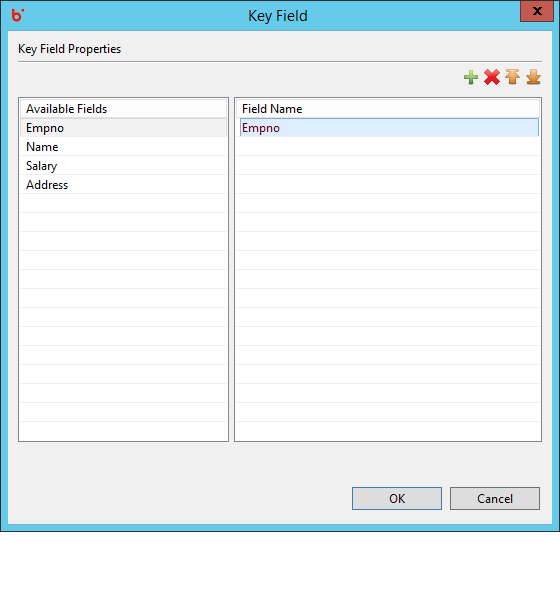 Key Field
Key Field Properties
Available Fields
Empno
Name
Salary
Address
Field Name
Empno
OK
Cancel